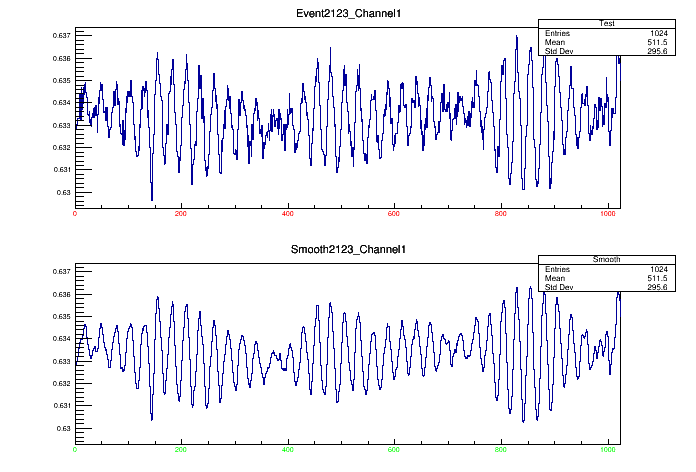 Event2123_Channel1
Test
Entries 1024
Mean 511.5
Std Dev 295.6
0.637
0.636
0.635
0.634
0.633
0.632
0.631
0.63
0 200 400 600 800 1000
Smooth2123_Channel1
Smooth
Entries 1024
Mean 511.5
Std Dev 295.6
0.637
0.636
0.635
0.634
0.633
0.632
0.631
0.63
0 200 400 600 800 1000